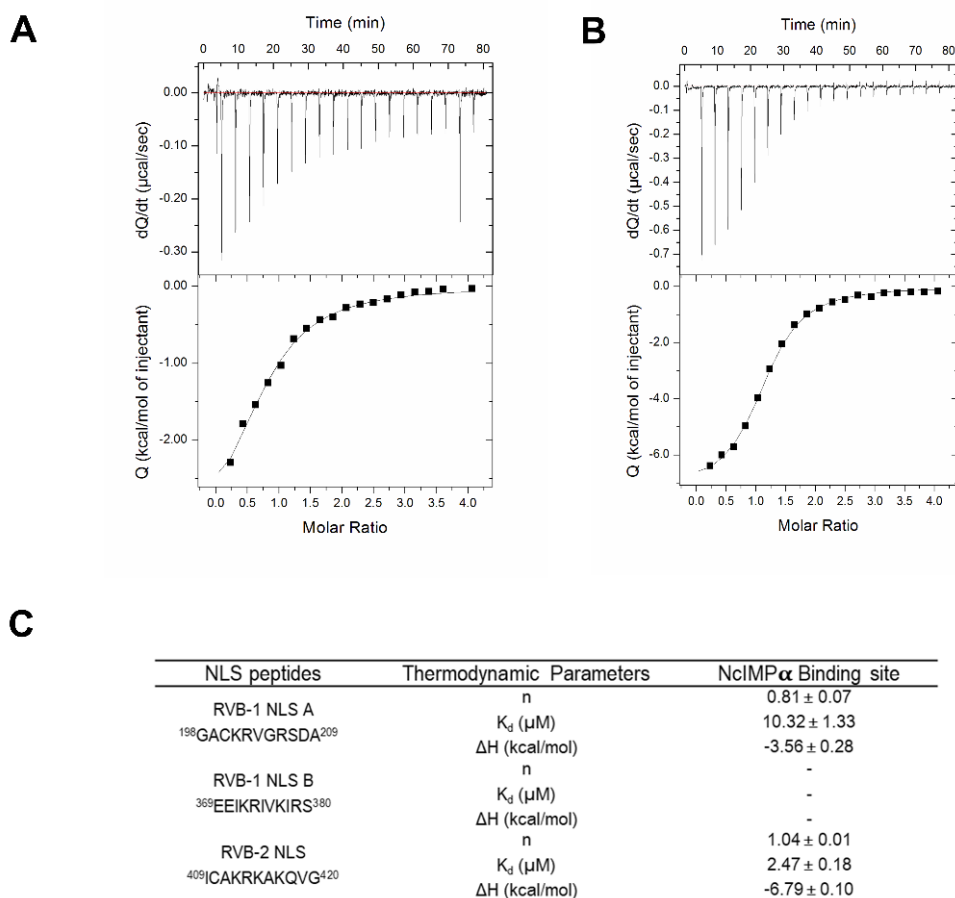 A
Time (min)
0 10 20 30 40 50 60 70 80
0.00
-0.10
-0.20
-0.30
dQ/dt (µcal/sec)
0.00
-1.00
-2.00
Q (kcal/mol of injectant)
0.0 0.5 1.0 1.5 2.0 2.5 3.0 3.5 4.0
Molar Ratio
B
Time (min)
0 10 20 30 40 50 60 70 80
0.0
-0.1
-0.2
-0.3
-0.4
-0.5
-0.6
-0.7
dQ/dt (µcal/sec)
0.0
-2.0
-4.0
-6.0
Q (kcal/mol of injectant)
0.0 0.5 1.0 1.5 2.0 2.5 3.0 3.5 4.0
Molar Ratio
C
NLS peptides Thermodynamic Parameters NcIMPα Binding site
RVB-1 NLS A
¹⁹⁸GACKRVGRSDA²⁰⁹
n 0.81 ± 0.07
Kd (µM) 10.32 ± 1.33
ΔH (kcal/mol) -3.56 ± 0.28
RVB-1 NLS B
³⁶⁹EEIKRIVKIRS³⁸⁰
n -
Kd (µM) -
ΔH (kcal/mol) -
RVB-2 NLS
⁴⁰⁹ICAKRKAKQVG⁴²⁰
n 1.04 ± 0.01
Kd (µM) 2.47 ± 0.18
ΔH (kcal/mol) -6.79 ± 0.10